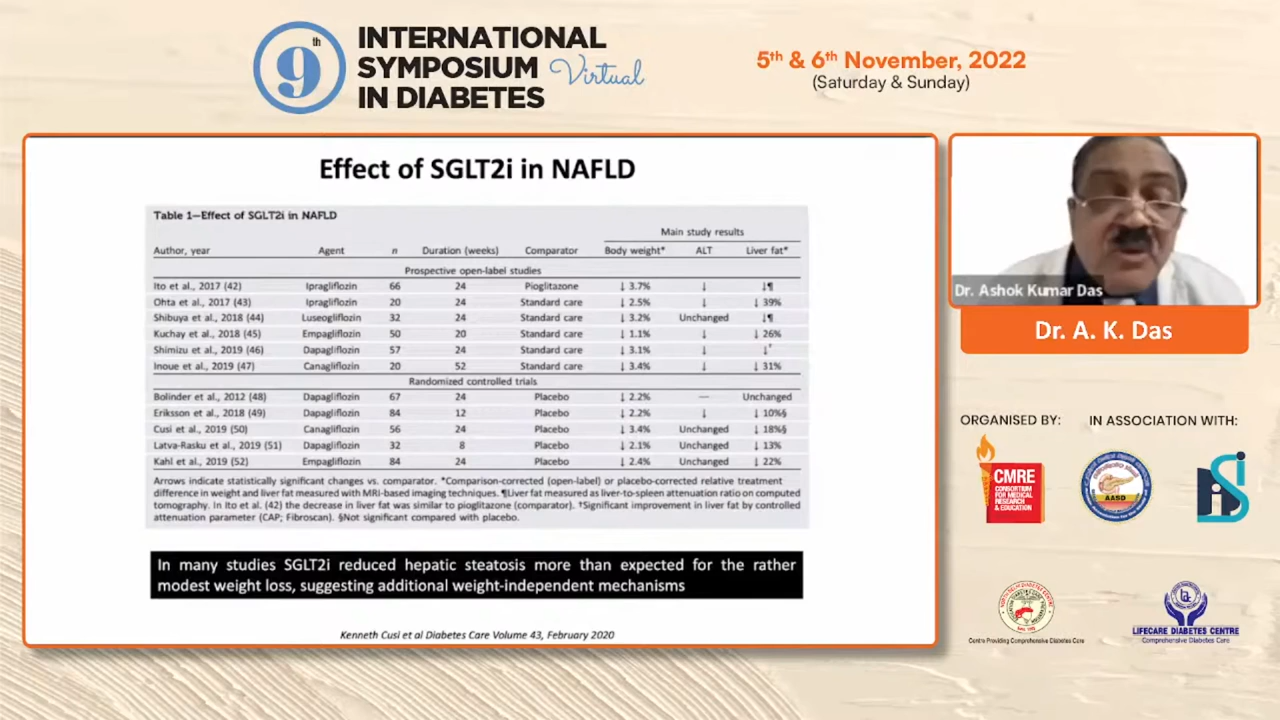 9th
INTERNATIONAL
SYMPOSIUM Virtual
IN DIABETES
5th & 6th November, 2022
(Saturday & Sunday)
Effect of SGLT2i in NAFLD
Table 1—Effect of SGLT2i in NAFLD
Main study results
Author, year Agent n Duration (weeks) Comparator Body weight* ALT Liver fat*
Prospective open-label studies
Ito et al., 2017 (42) Ipragliflozin 66 24 Pioglitazone ↓ 3.7% ↓ ↓¶
Ohta et al., 2017 (43) Ipragliflozin 20 24 Standard care ↓ 2.5% ↓ ↓ 39%
Shibuya et al., 2018 (44) Luseogliflozin 32 24 Standard care ↓ 3.2% Unchanged ↓¶
Kuchay et al., 2018 (45) Empagliflozin 50 20 Standard care ↓ 1.1% ↓ ↓ 26%
Shimizu et al., 2019 (46) Dapagliflozin 57 24 Standard care ↓ 3.1% ↓ ↓†
Inoue et al., 2019 (47) Canagliflozin 20 52 Standard care ↓ 3.4% ↓ ↓ 31%
Randomized controlled trials
Bolinder et al., 2012 (48) Dapagliflozin 67 24 Placebo ↓ 2.2% — Unchanged
Eriksson et al., 2018 (49) Dapagliflozin 84 12 Placebo ↓ 2.2% ↓ ↓ 10%§
Cusi et al., 2019 (50) Canagliflozin 56 24 Placebo ↓ 3.4% Unchanged ↓ 18%§
Latva-Rasku et al., 2019 (51) Dapagliflozin 32 8 Placebo ↓ 2.1% Unchanged ↓ 13%
Kahl et al., 2019 (52) Empagliflozin 84 24 Placebo ↓ 2.4% Unchanged ↓ 22%
Arrows indicate statistically significant changes vs. comparator. *Comparison-corrected (open-label) or placebo-corrected relative treatment
difference in weight and liver fat measured with MRI-based imaging techniques. ¶Liver fat measured as liver-to-spleen attenuation ratio on computed
tomography. In Ito et al. (42) the decrease in liver fat was similar to pioglitazone (comparator). †Significant improvement in liver fat by controlled
attenuation parameter (CAP; Fibroscan). §Not significant compared with placebo.
In many studies SGLT2i reduced hepatic steatosis more than expected for the rather
modest weight loss, suggesting additional weight-independent mechanisms
Kenneth Cusi et al Diabetes Care Volume 43, February 2020
Dr. Ashok Kumar Das
Dr. A. K. Das
ORGANISED BY: IN ASSOCIATION WITH:
CMRE
CONSORTIUM
FOR MEDICAL
RESEARCH
& EDUCATION
AASD
Centre Providing Comprehensive Diabetes Care
LIFECARE DIABETES CENTRE
Comprehensive Diabetes Care